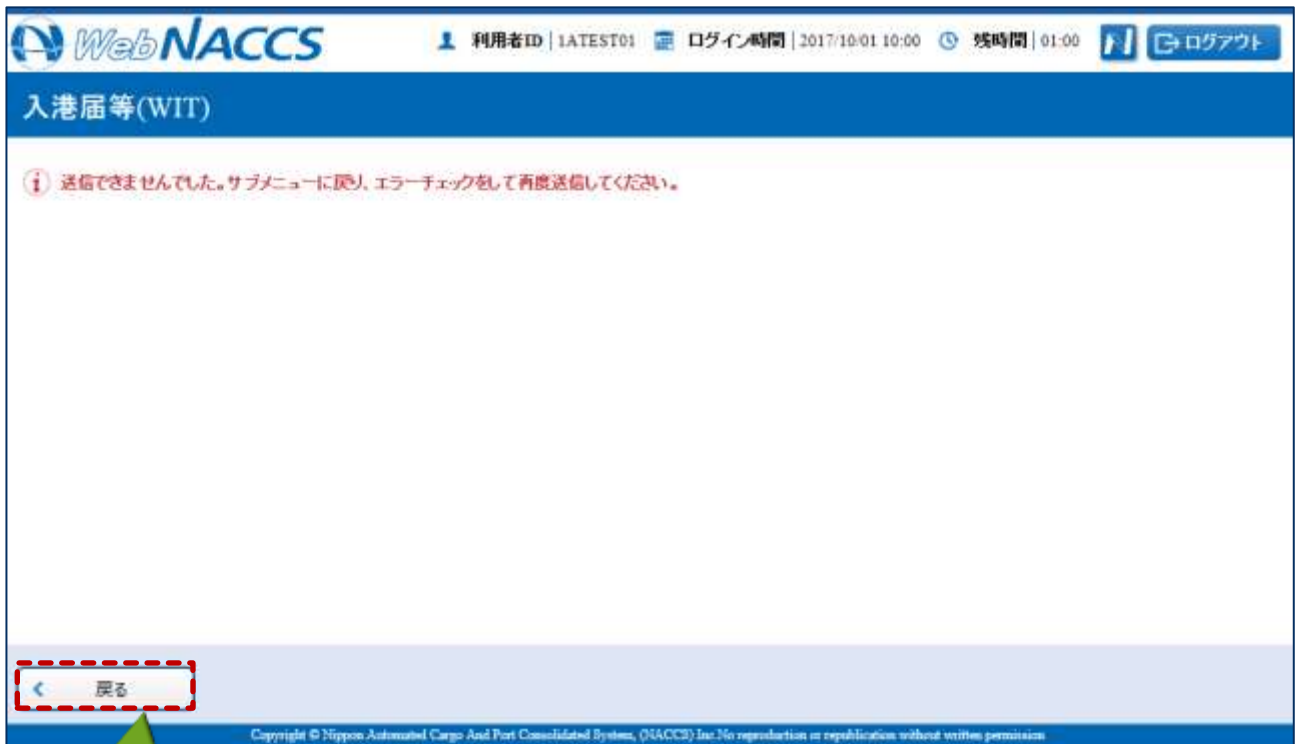 WebNACCS
利用者ID | 1ATEST01 ログイン時間 | 2017/10/01 10:00 残時間 | 01:00 ログアウト
入港届等(WIT)
送信できませんでした。サブメニューに戻り、エラーチェックをして再度送信してください。
戻る
Copyright © Nippon Automated Cargo And Port Consolidated System, (NACCS) Inc.No reproduction or republication without written permission